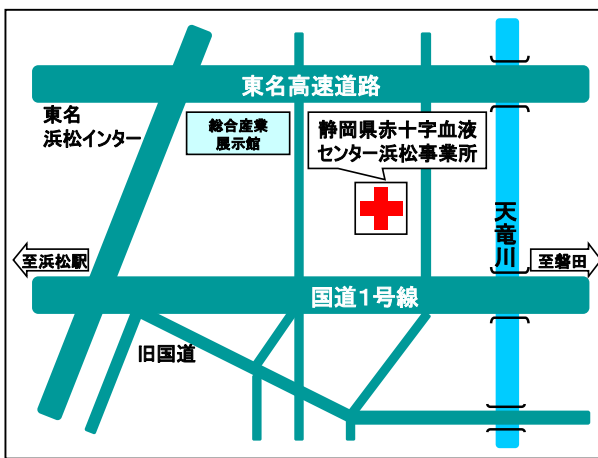 東名高速道路
東名
浜松インター
総合産業
展示館
静岡県赤十字血液
センター浜松事業所
天竜川
至浜松駅
至磐田
国道1号線
旧国道